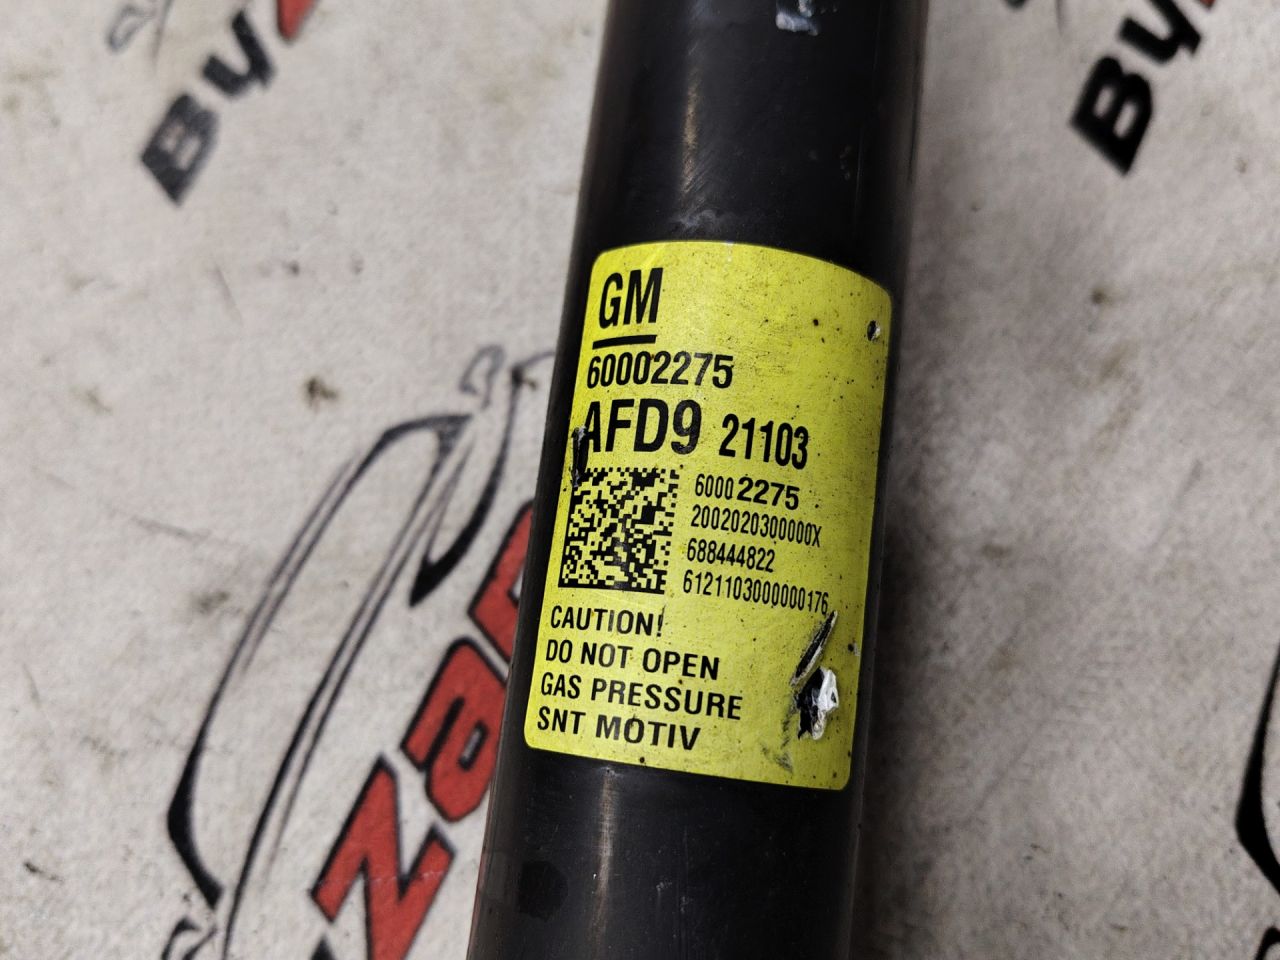 GM
60002275
AFD9 21103
60002275
2002020300000X
688444822
6121103000000176
CAUTION!
DO NOT OPEN
GAS PRESSURE
SNT MOTIV